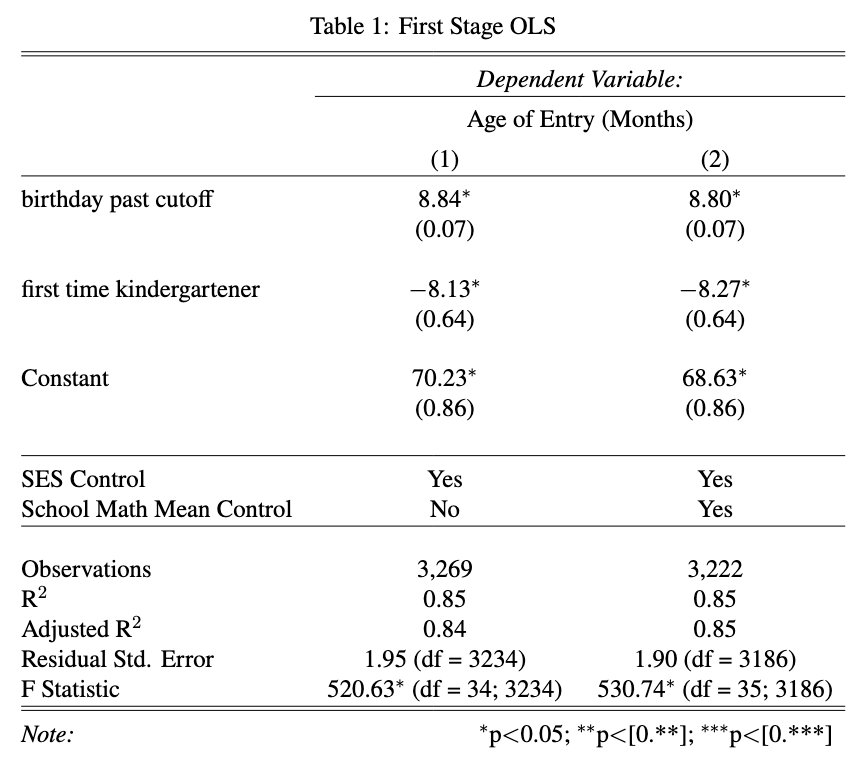 Table 1: First Stage OLS
Dependent Variable:
Age of Entry (Months)
(1) (2)
birthday past cutoff 8.84* 8.80*
(0.07) (0.07)
first time kindergartener −8.13* −8.27*
(0.64) (0.64)
Constant 70.23* 68.63*
(0.86) (0.86)
SES Control Yes Yes
School Math Mean Control No Yes
Observations 3,269 3,222
R² 0.85 0.85
Adjusted R² 0.84 0.85
Residual Std. Error 1.95 (df = 3234) 1.90 (df = 3186)
F Statistic 520.63* (df = 34; 3234) 530.74* (df = 35; 3186)
Note: *p<0.05; **p<[0.**]; ***p<[0.***]